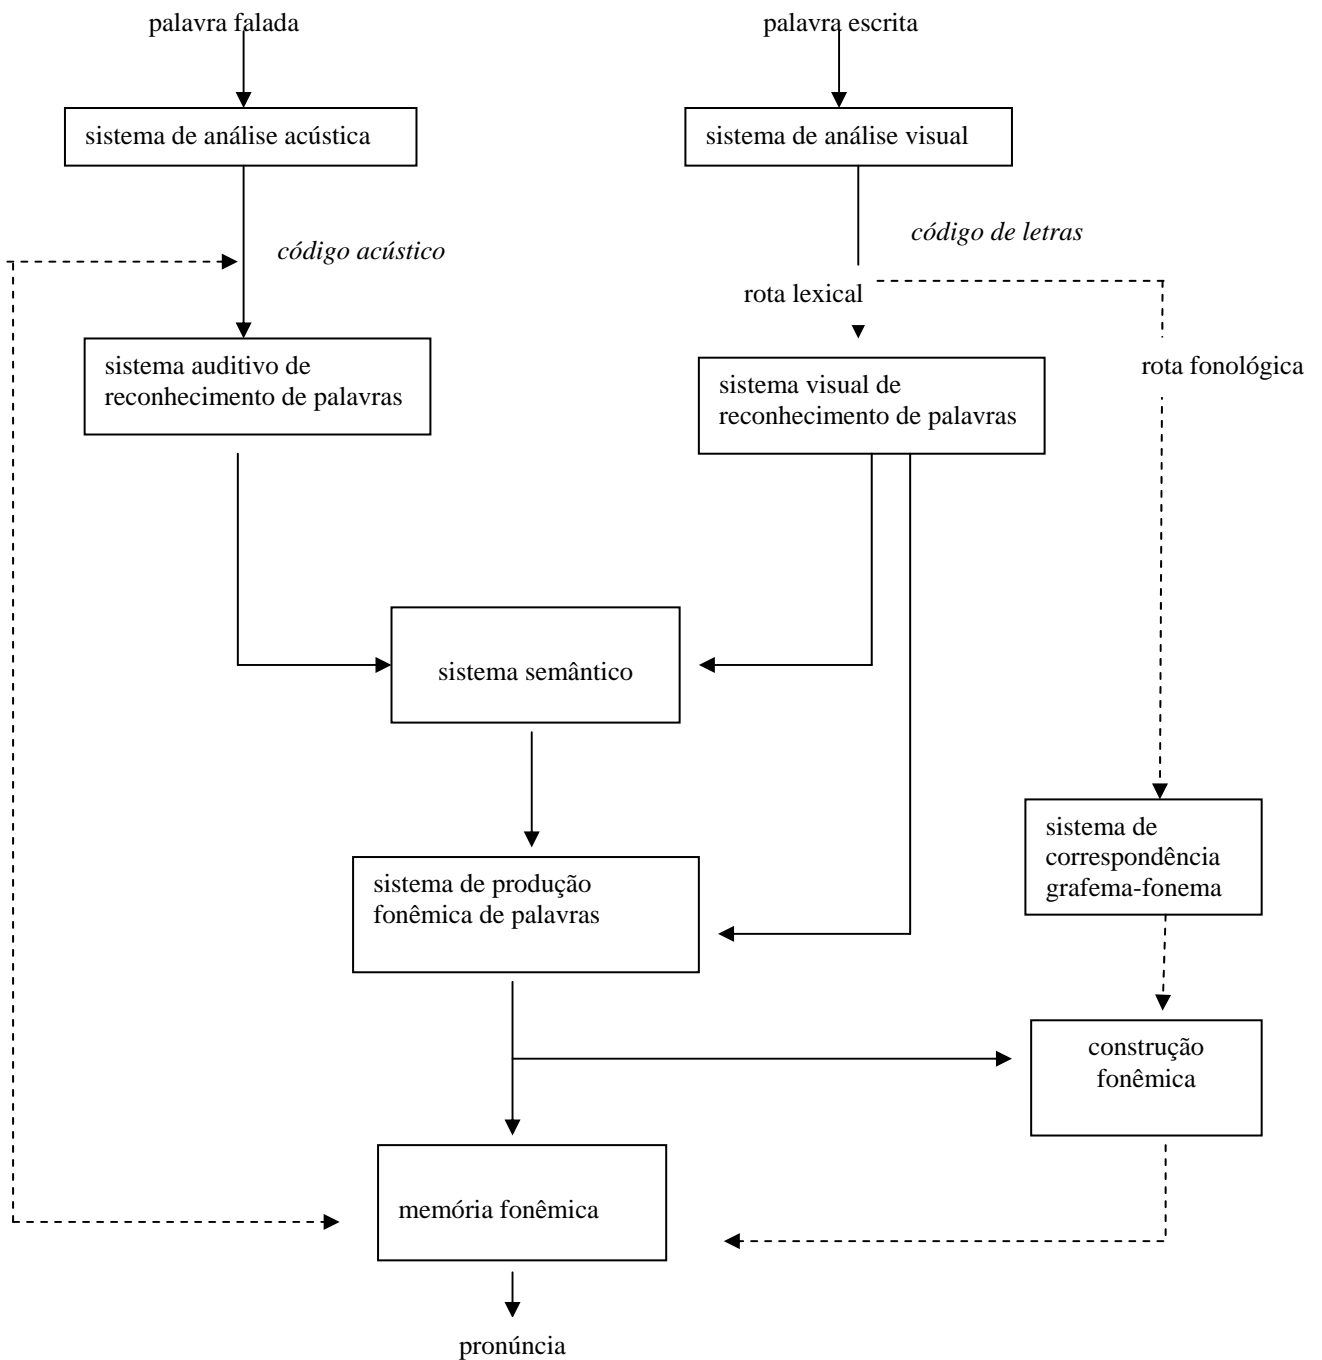 palavra falada
palavra escrita
sistema de análise acústica
sistema de análise visual
código acústico
código de letras
rota lexical
rota fonológica
sistema auditivo de
reconhecimento de palavras
sistema visual de
reconhecimento de palavras
sistema semântico
sistema de produção
fonêmica de palavras
sistema de
correspondência
grafema-fonema
construção
fonêmica
memória fonêmica
pronúncia